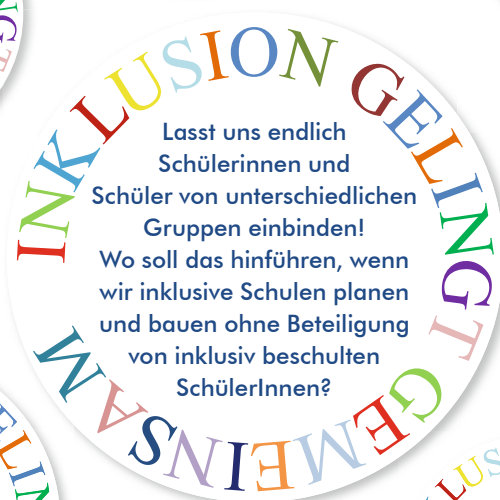 INKLUSION GELINGT GEMEINSAM
Lasst uns endlich
Schülerinnen und
Schüler von unterschiedlichen
Gruppen einbinden!
Wo soll das hinführen, wenn
wir inklusive Schulen planen
und bauen ohne Beteiligung
von inklusiv beschulten
SchülerInnen?